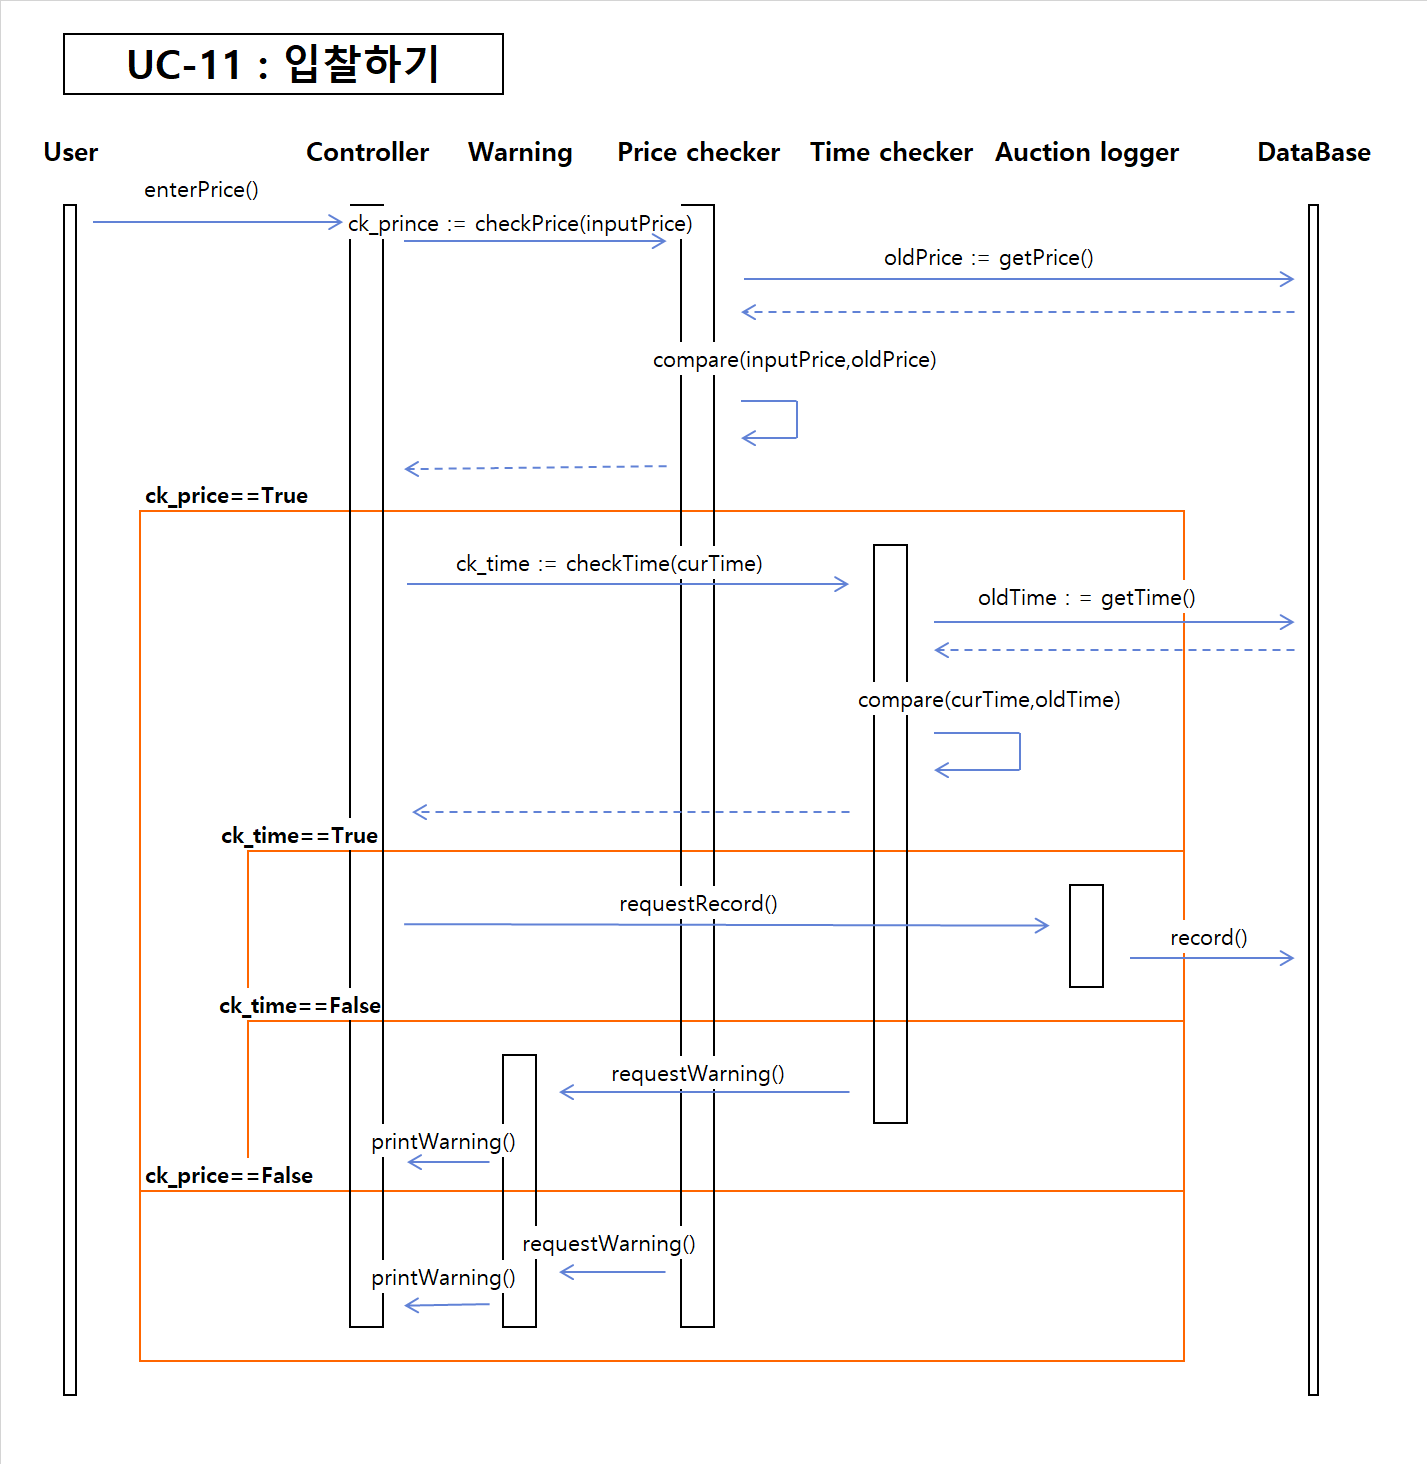 UC-11 : 입찰하기
User
Controller
Warning
Price checker
Time checker
Auction logger
DataBase
enterPrice()
ck_prince := checkPrice(inputPrice)
oldPrice := getPrice()
compare(inputPrice,oldPrice)
ck_price==True
ck_time := checkTime(curTime)
oldTime : = getTime()
compare(curTime,oldTime)
ck_time==True
requestRecord()
record()
ck_time==False
requestWarning()
printWarning()
ck_price==False
requestWarning()
printWarning()